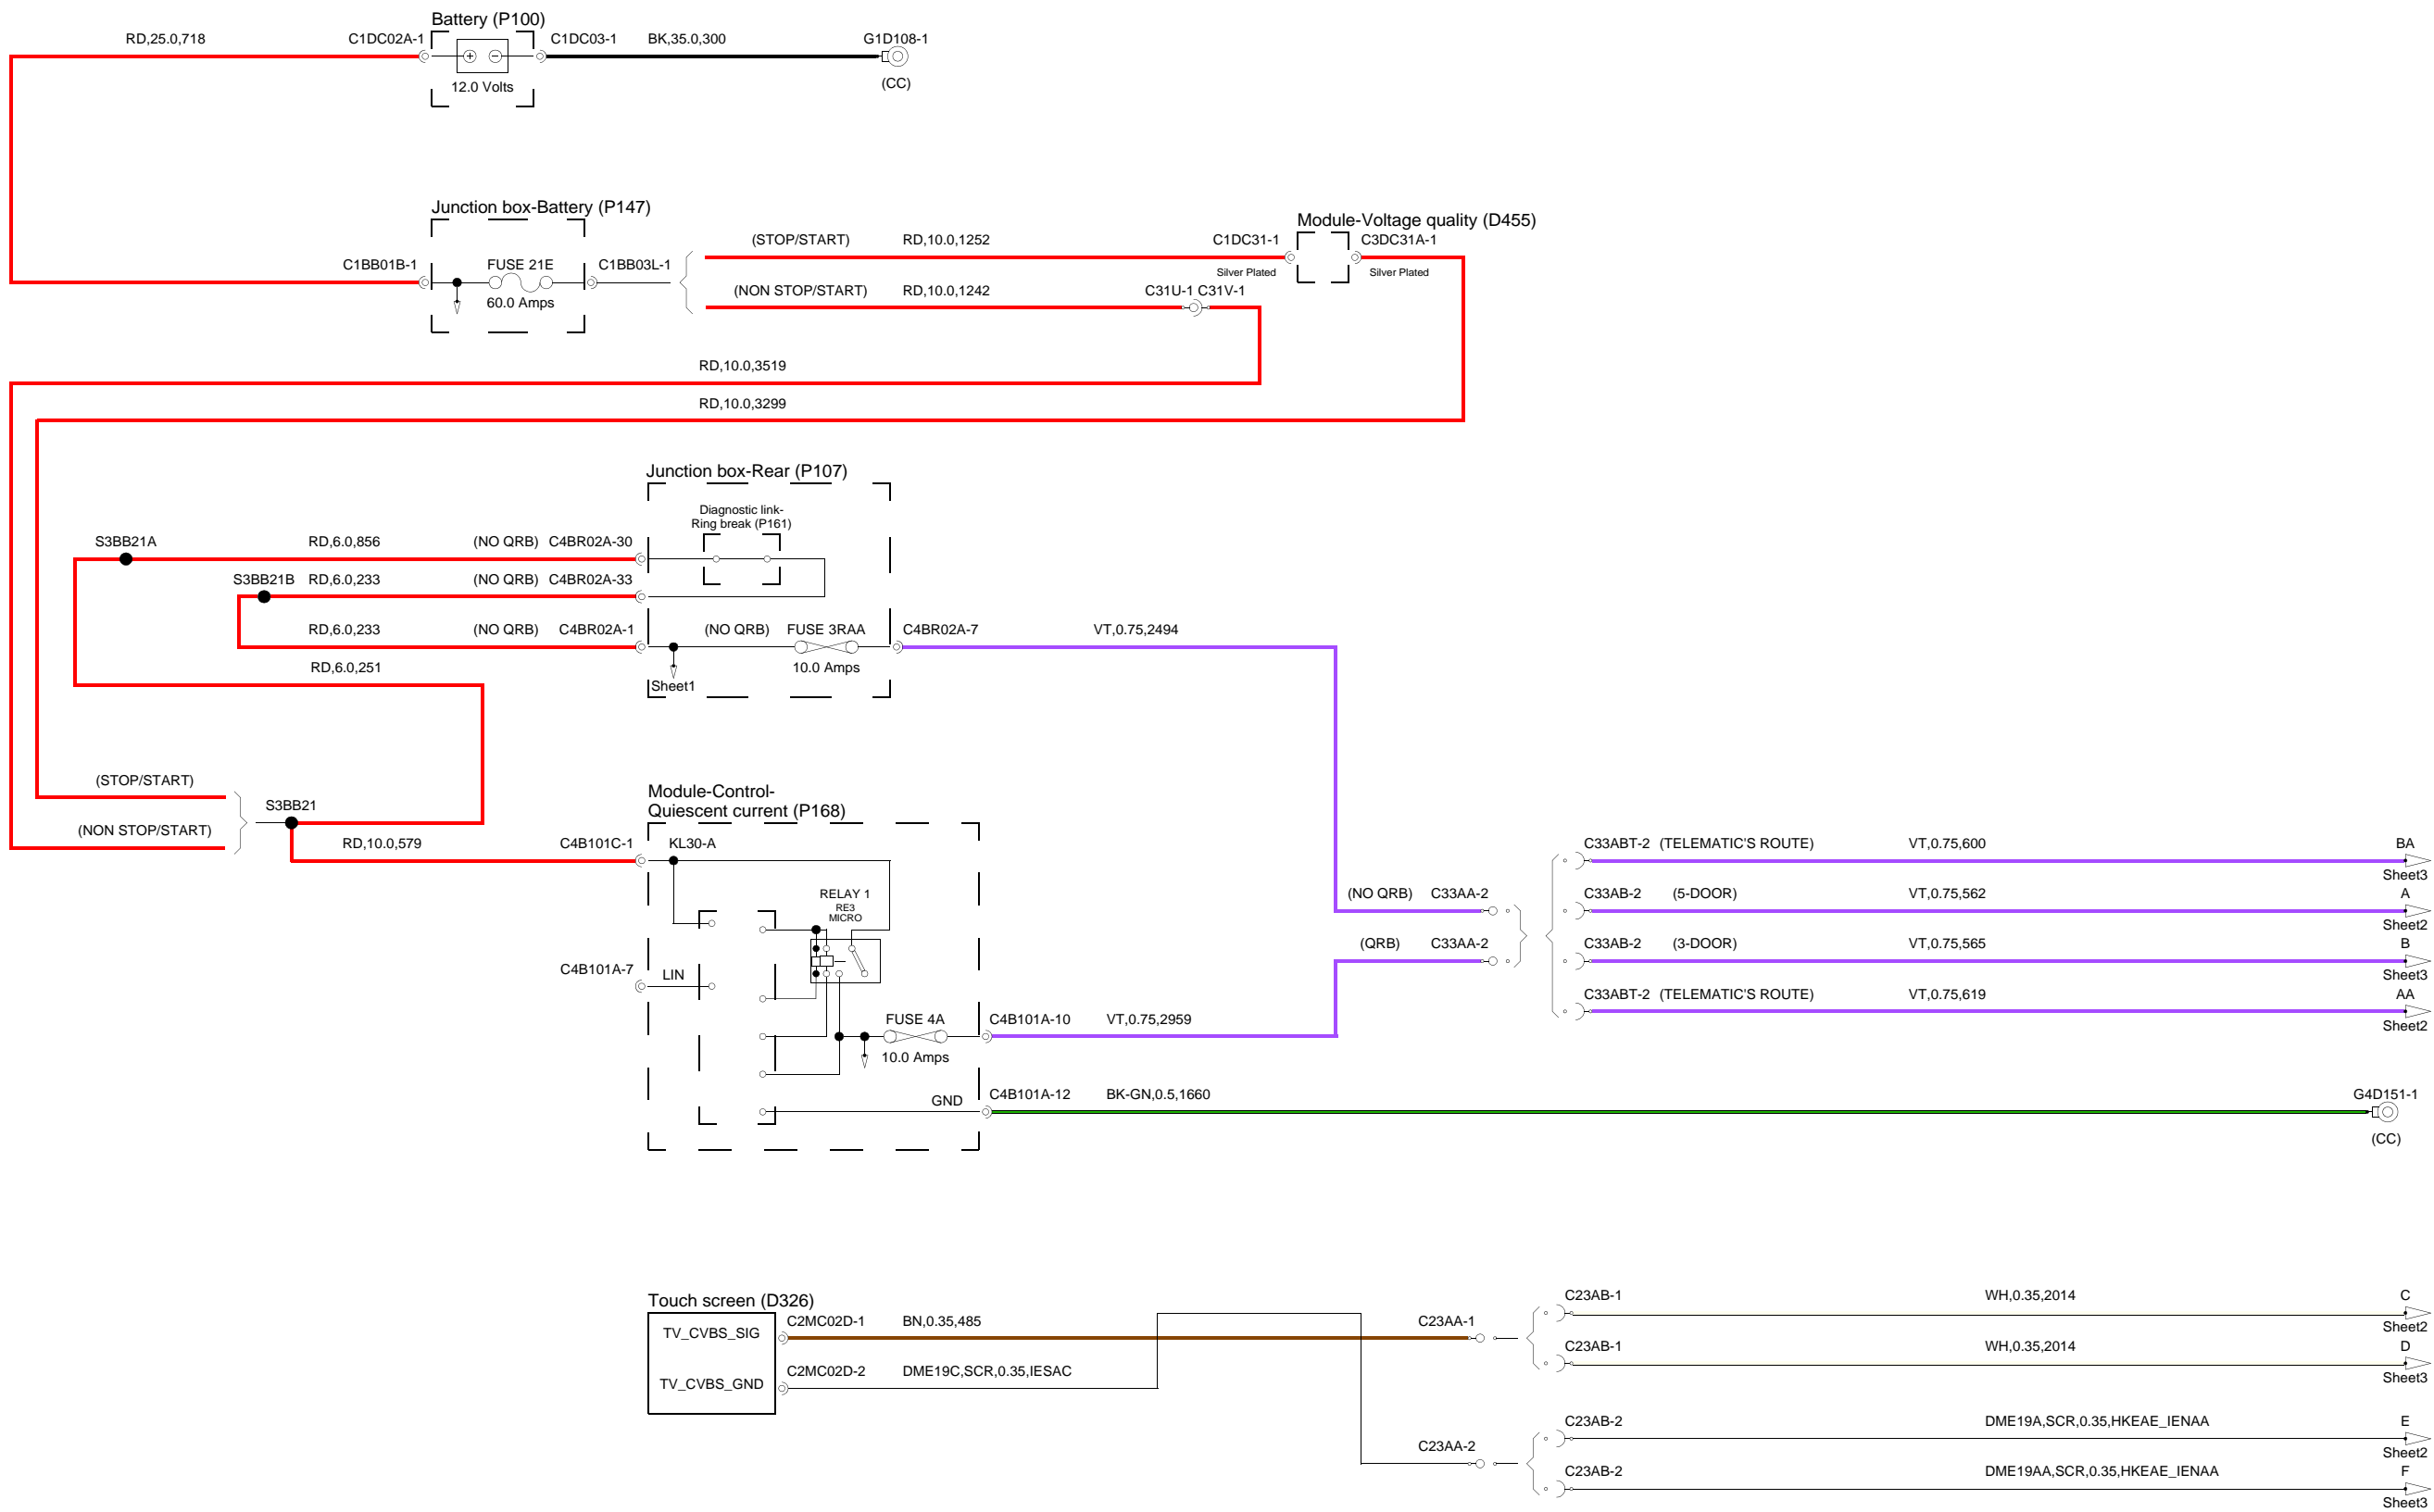 Battery (P100)
RD,25.0,718
C1DC02A-1
C1DC03-1
BK,35.0,300
G1D108-1
12.0 Volts
(CC)
Junction box-Battery (P147)
Module-Voltage quality (D455)
(STOP/START)
RD,10.0,1252
C1DC31-1
C3DC31A-1
C1BB01B-1
FUSE 21E
C1BB03L-1
Silver Plated
Silver Plated
(NON STOP/START)
RD,10.0,1242
C31U-1 C31V-1
60.0 Amps
RD,10.0,3519
RD,10.0,3299
Junction box-Rear (P107)
Diagnostic link-
Ring break (P161)
S3BB21A
RD,6.0,856
(NO QRB)
C4BR02A-30
S3BB21B
RD,6.0,233
(NO QRB)
C4BR02A-33
RD,6.0,233
(NO QRB)
C4BR02A-1
(NO QRB)
FUSE 3RAA
C4BR02A-7
VT,0.75,2494
RD,6.0,251
10.0 Amps
Sheet1
(STOP/START)
Module-Control-
Quiescent current (P168)
S3BB21
(NON STOP/START)
RD,10.0,579
C4B101C-1
KL30-A
C33ABT-2
(TELEMATIC'S ROUTE)
VT,0.75,600
BA
Sheet3
RELAY 1
RE3
MICRO
(NO QRB)
C33AA-2
C33AB-2
(5-DOOR)
VT,0.75,562
A
Sheet2
(QRB)
C33AA-2
C33AB-2
(3-DOOR)
VT,0.75,565
B
Sheet3
C4B101A-7
LIN
C33ABT-2
(TELEMATIC'S ROUTE)
VT,0.75,619
AA
Sheet2
FUSE 4A
C4B101A-10
VT,0.75,2959
10.0 Amps
GND
C4B101A-12
BK-GN,0.5,1660
G4D151-1
(CC)
Touch screen (D326)
TV_CVBS_SIG
C2MC02D-1
BN,0.35,485
C23AA-1
C23AB-1
WH,0.35,2014
C
Sheet2
C23AB-1
WH,0.35,2014
D
Sheet3
TV_CVBS_GND
C2MC02D-2
DME19C,SCR,0.35,IESAC
C23AA-2
C23AB-2
DME19A,SCR,0.35,HKEAE_IENAA
E
Sheet2
C23AB-2
DME19AA,SCR,0.35,HKEAE_IENAA
F
Sheet3